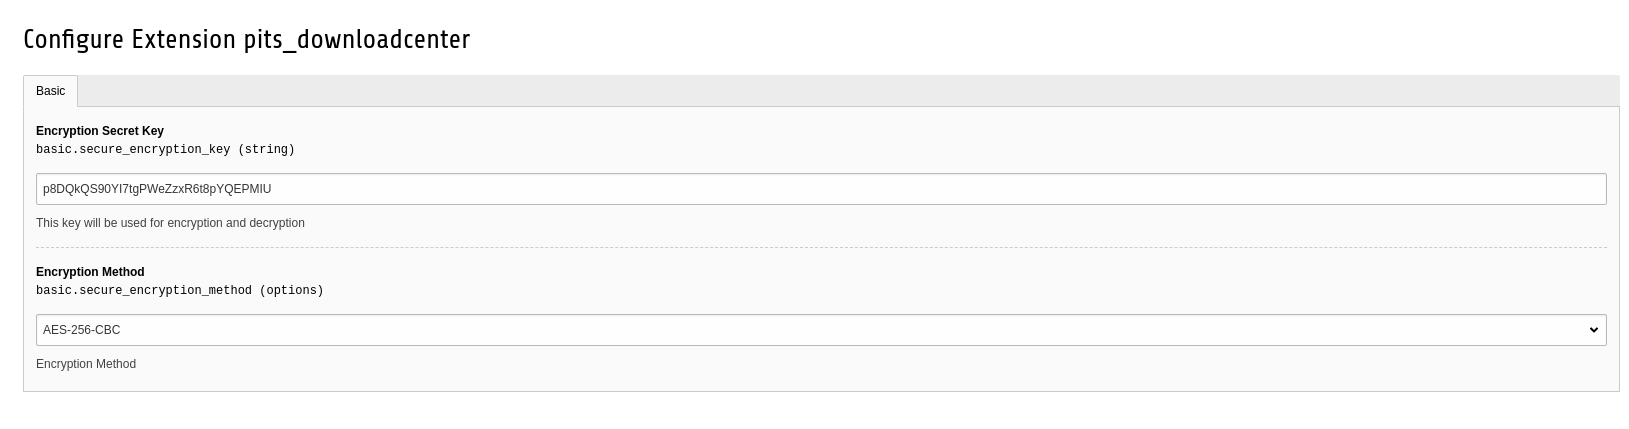 Configure Extension pits_downloadcenter
Basic
Encryption Secret Key
basic.secure_encryption_key (string)
p8DQkQS90YI7tgPWeZzxR6t8pYQEPMIU
This key will be used for encryption and decryption
Encryption Method
basic.secure_encryption_method (options)
AES-256-CBC
Encryption Method